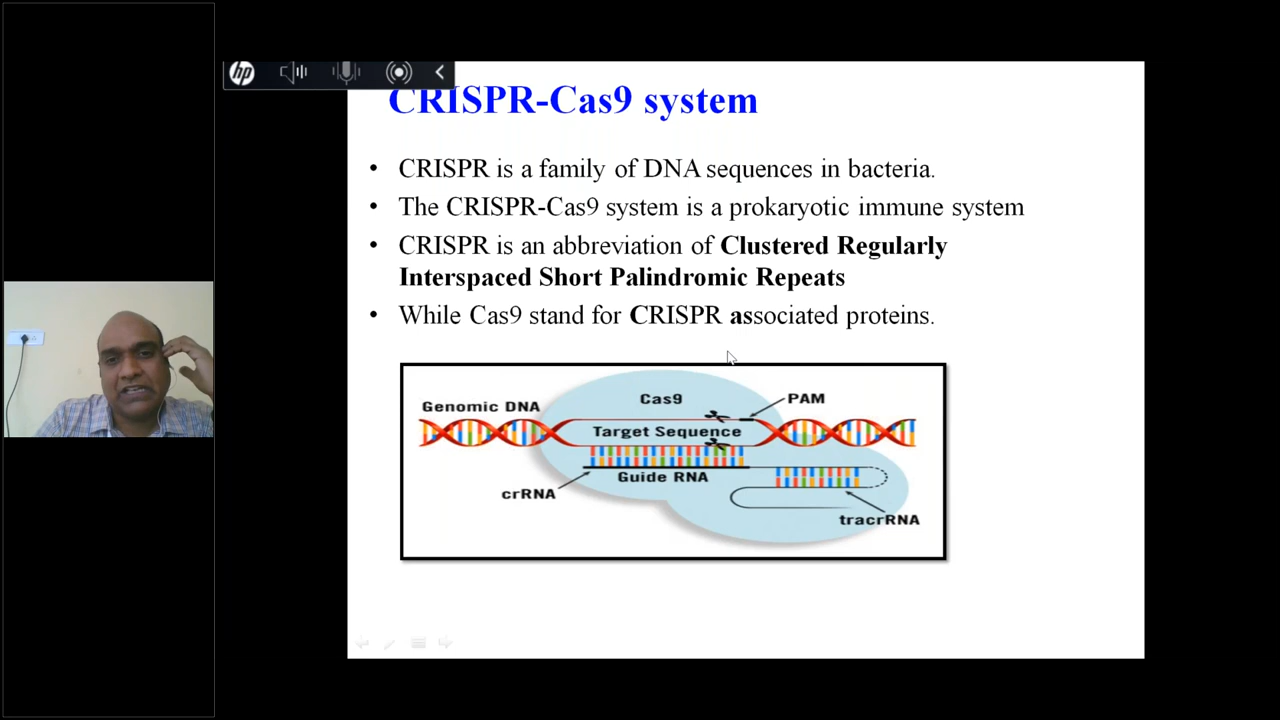 hp
CRISPR-Cas9 system
• CRISPR is a family of DNA sequences in bacteria.
• The CRISPR-Cas9 system is a prokaryotic immune system
• CRISPR is an abbreviation of Clustered Regularly
Interspaced Short Palindromic Repeats
• While Cas9 stand for CRISPR associated proteins.
Cas9
PAM
Genomic DNA
Target Sequence
Guide RNA
crRNA
tracrRNA